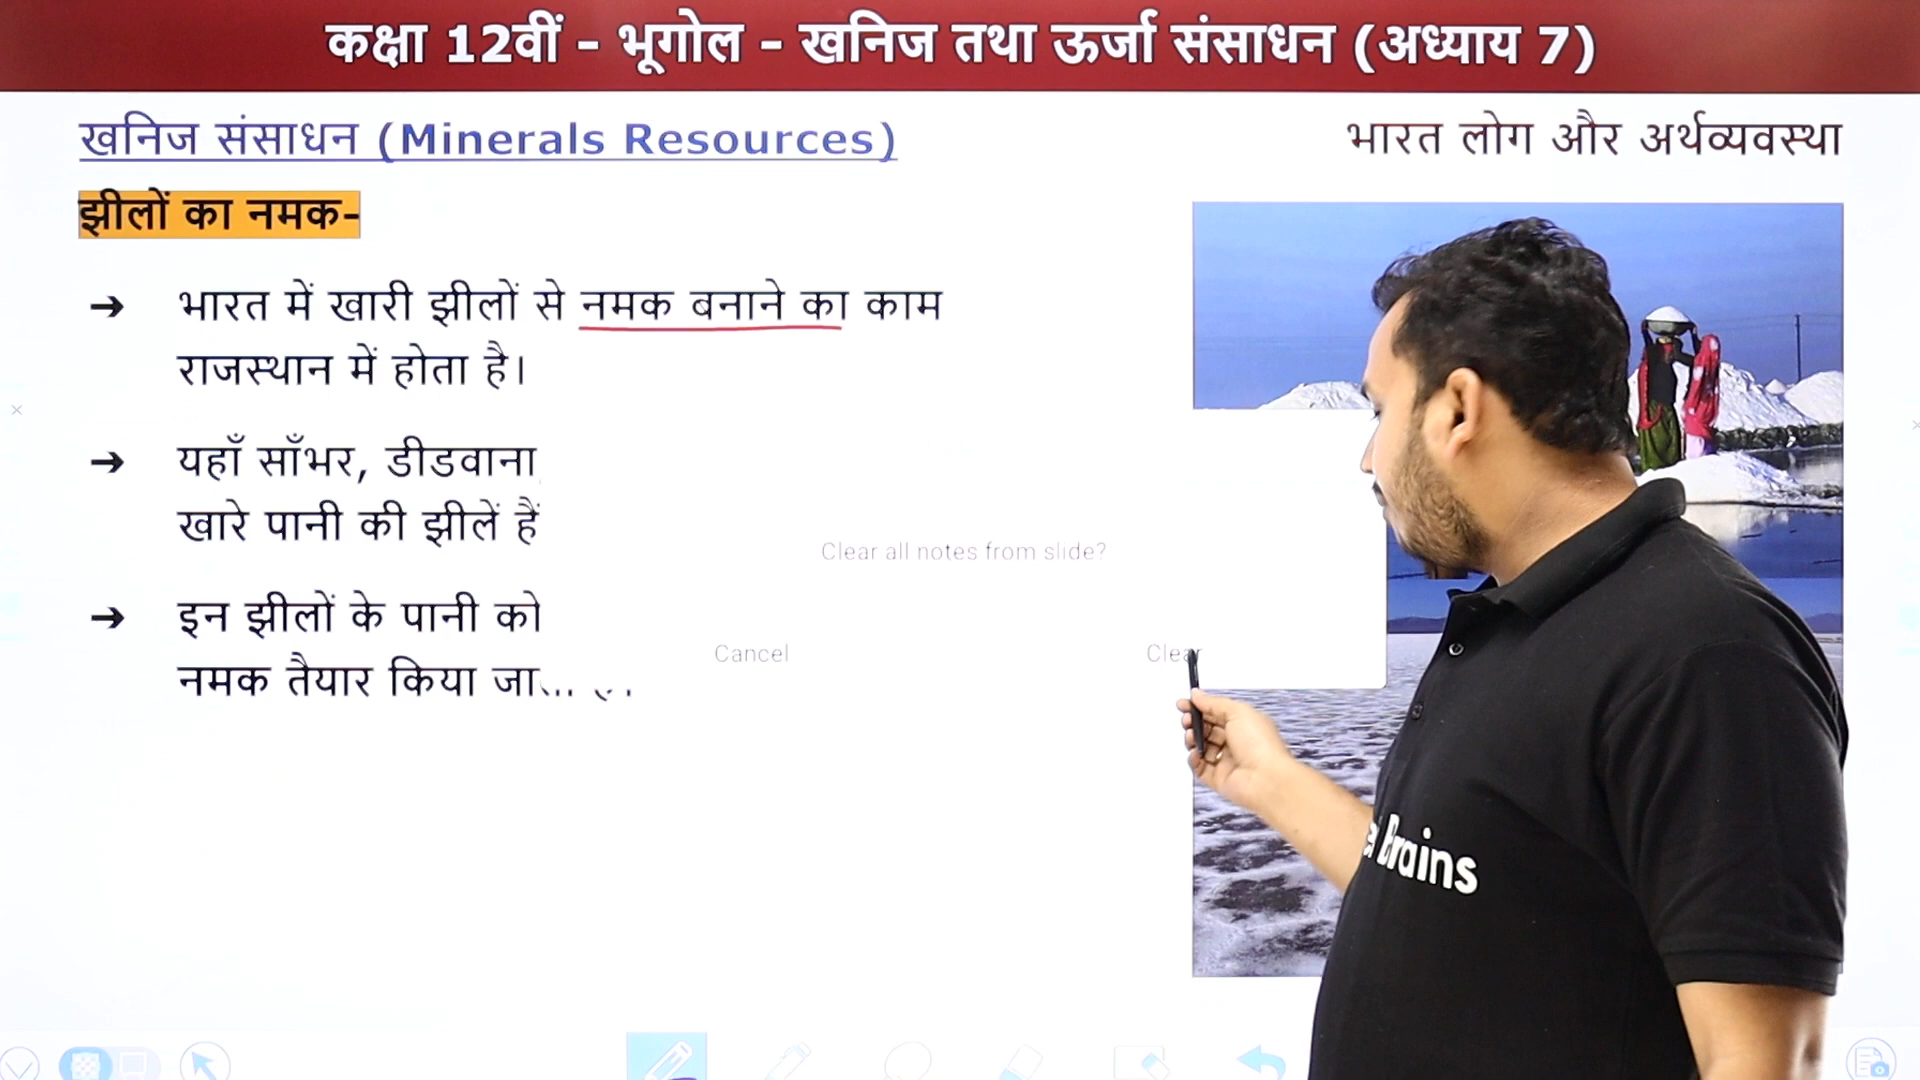 कक्षा 12वीं - भूगोल - खनिज तथा ऊर्जा संसाधन (अध्याय 7)
खनिज संसाधन (Minerals Resources)
भारत लोग और अर्थव्यवस्था
झीलों का नमक-
➔ भारत में खारी झीलों से नमक बनाने का काम
राजस्थान में होता है।
➔ यहाँ साँभर, डीडवाना
खारे पानी की झीलें हैं
Clear all notes from slide?
➔ इन झीलों के पानी को
Cancel
Clear
नमक तैयार किया
Brains